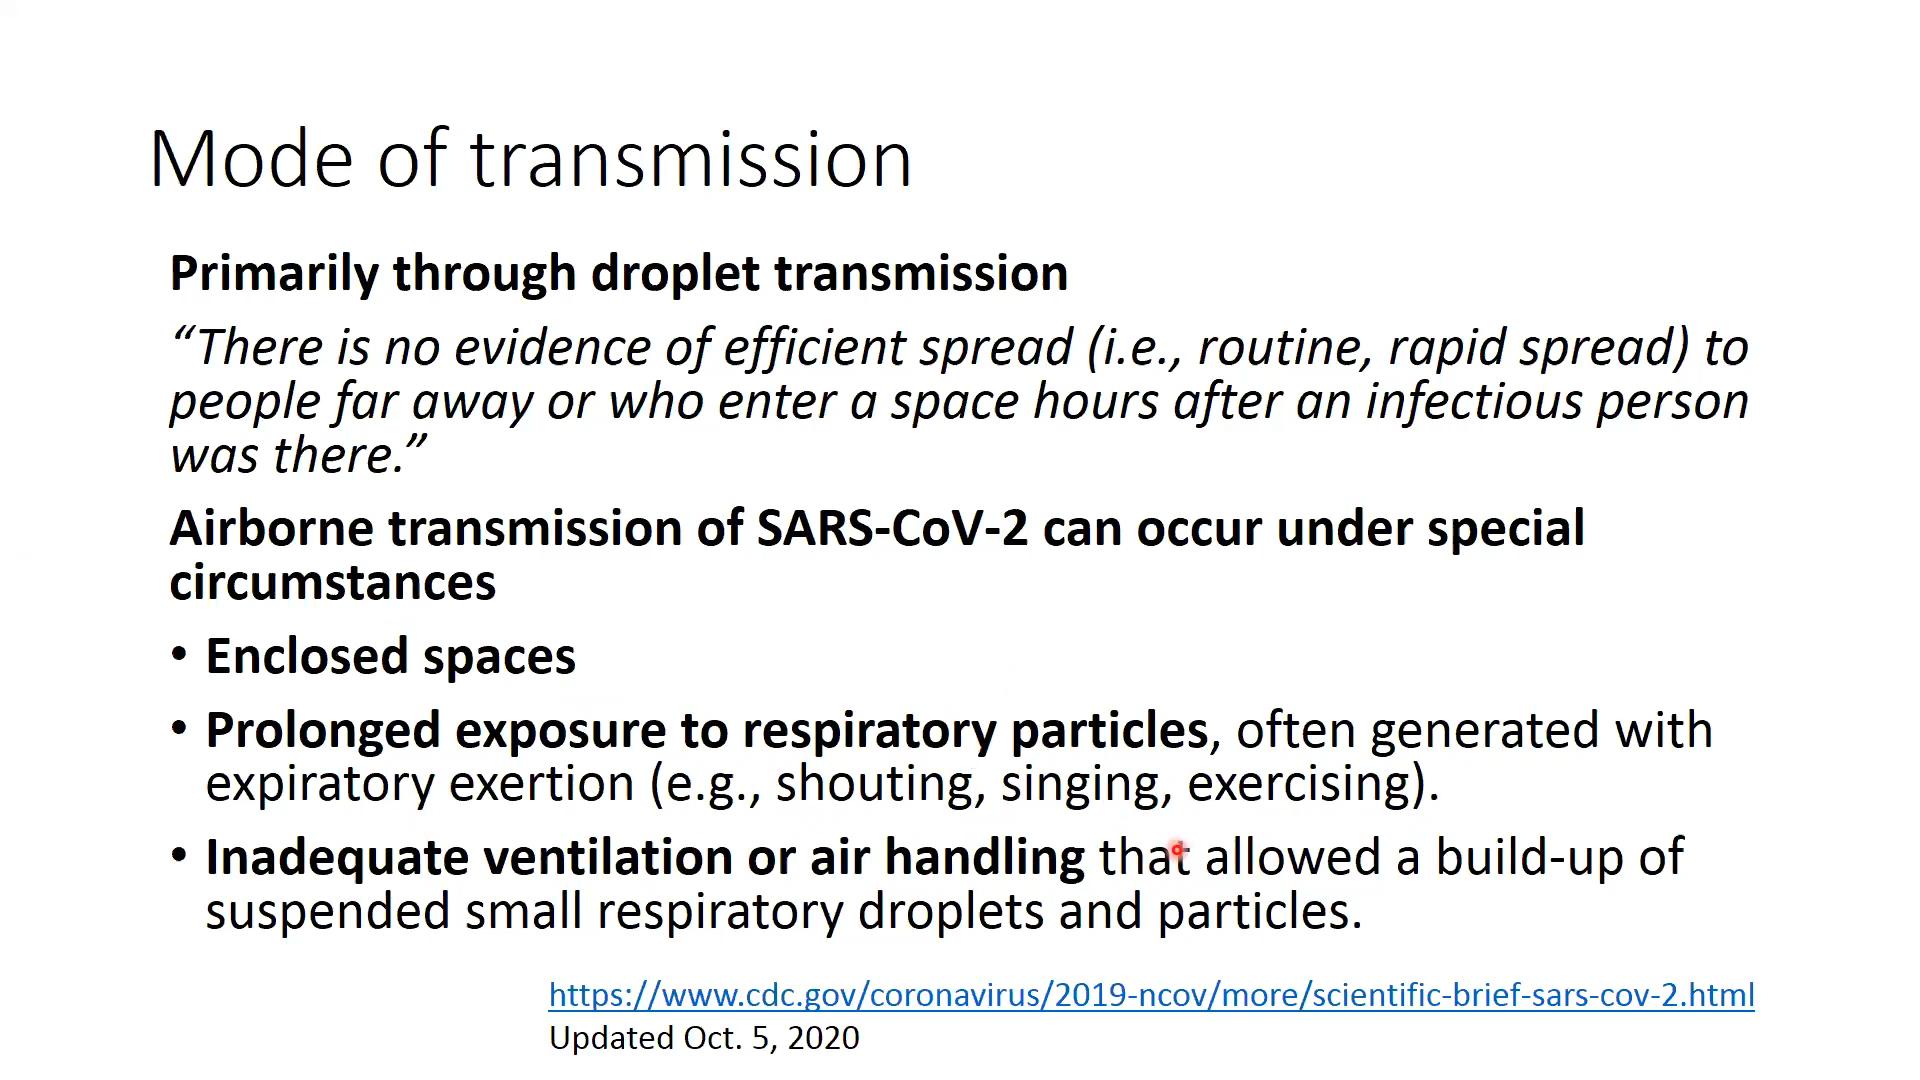 Mode of transmission
Primarily through droplet transmission
“There is no evidence of efficient spread (i.e., routine, rapid spread) to
people far away or who enter a space hours after an infectious person
was there.”
Airborne transmission of SARS-CoV-2 can occur under special
circumstances
• Enclosed spaces
• Prolonged exposure to respiratory particles, often generated with
expiratory exertion (e.g., shouting, singing, exercising).
• Inadequate ventilation or air handling that allowed a build-up of
suspended small respiratory droplets and particles.
https://www.cdc.gov/coronavirus/2019-ncov/more/scientific-brief-sars-cov-2.html
Updated Oct. 5, 2020